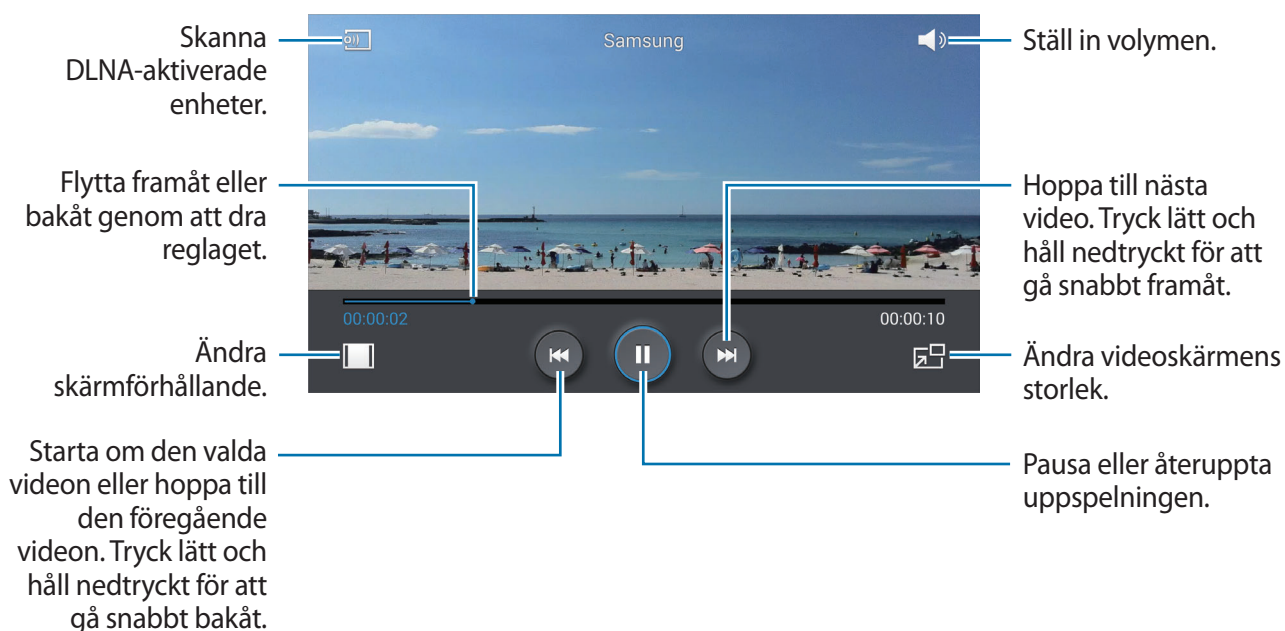 Skanna
DLNA-aktiverade
enheter.
Samsung
Ställ in volymen.
Flytta framåt eller
bakåt genom att dra
reglaget.
Hoppa till nästa
video. Tryck lätt och
håll nedtryckt för att
gå snabbt framåt.
00:00:02
00:00:10
Ändra
skärmförhållande.
Ändra videoskärmens
storlek.
Starta om den valda
videon eller hoppa till
den föregående
videon. Tryck lätt och
håll nedtryckt för att
gå snabbt bakåt.
Pausa eller återuppta
uppspelningen.